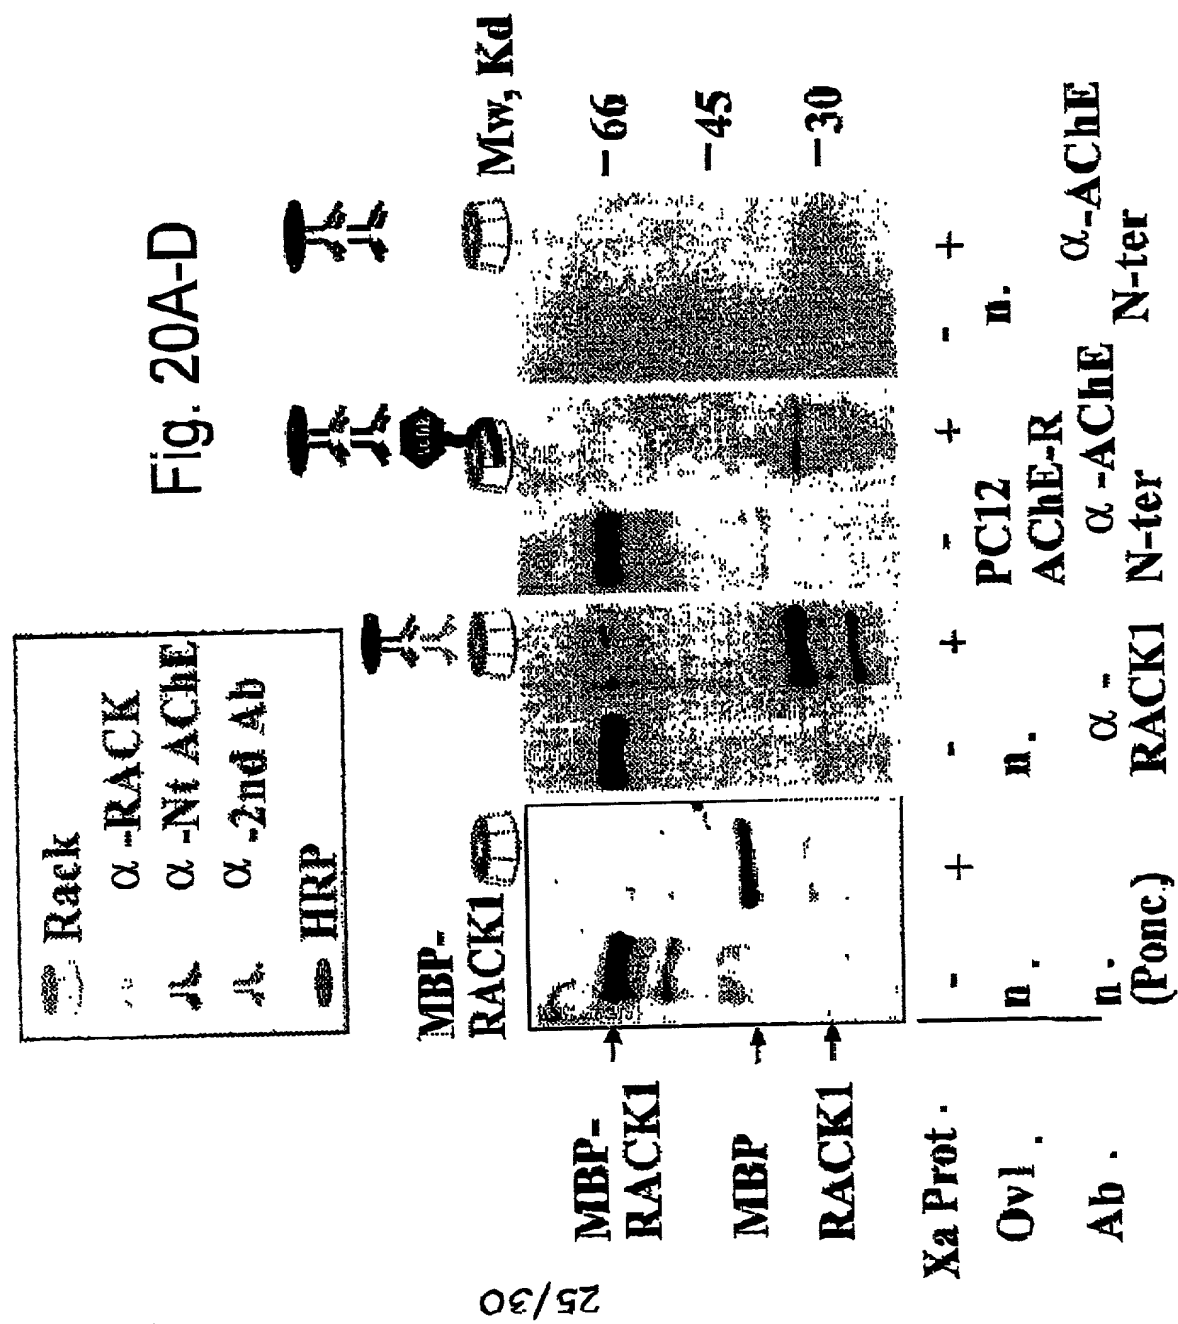 Fig. 20A-D
Rack
α-RACK
α-Nt AChE
α-2nd Ab
HRP
MBP-
RACK1
Mw, Kd
-66
-45
-30
MBP-
RACK1
MBP
RACK1
Xa Prot. - + - + - + - +
Ovl. n. n. PC12 n.
AChE-R
Ab. n. α- α-AChE α-AChE
(Ponc.) RACK1 N-ter N-ter
25/30